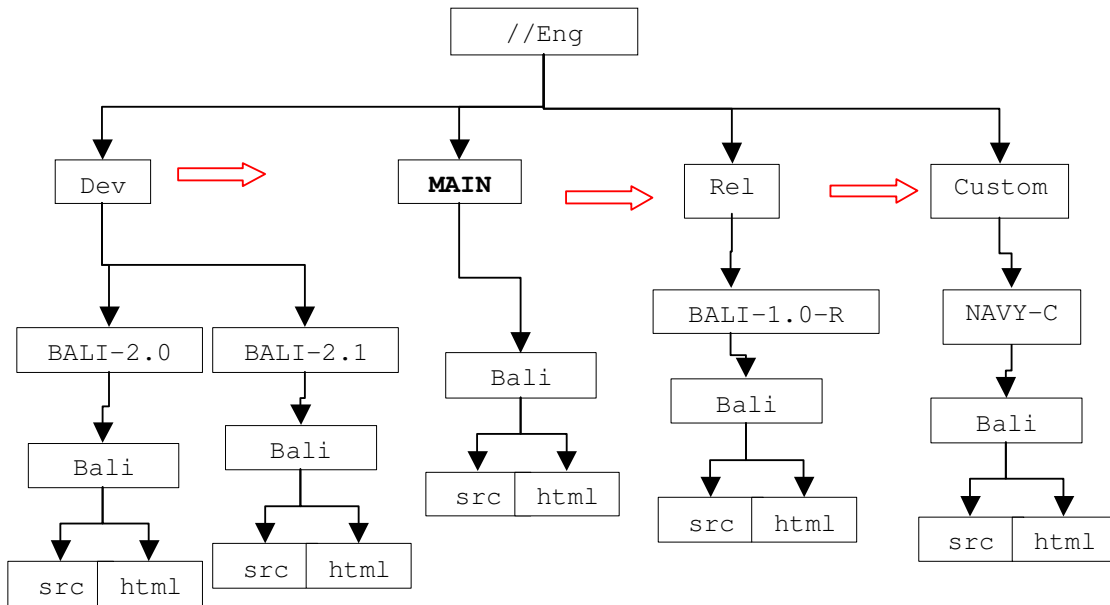 //Eng
Dev
MAIN
Rel
Custom
BALI-2.0
BALI-2.1
BALI-1.0-R
NAVY-C
Bali
Bali
Bali
Bali
Bali
src
html
src
html
src
html
src
html
src
html